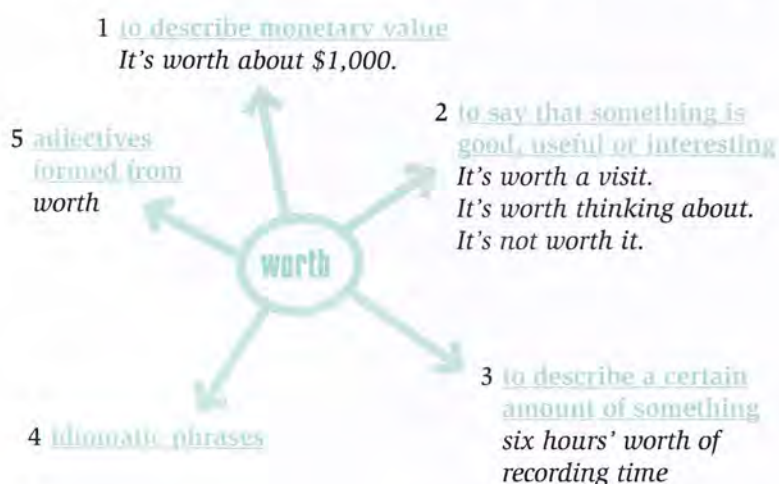 1 to describe monetary value
It's worth about $1,000.
2 to say that something is
good, useful or interesting
It's worth a visit.
It's worth thinking about.
It's not worth it.
5 adjectives
formed from
worth
worth
3 to describe a certain
amount of something
six hours' worth of
recording time
4 idiomatic phrases